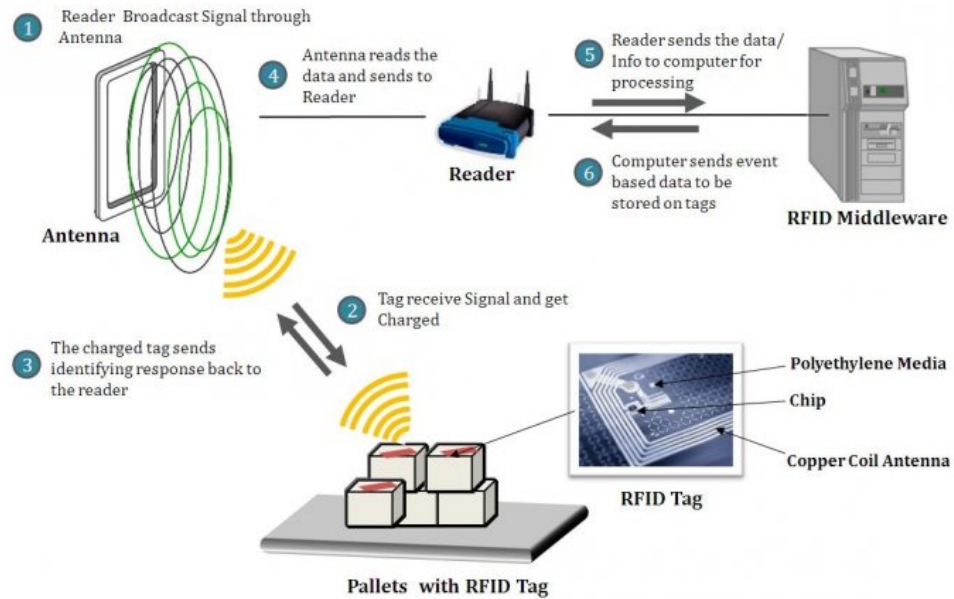 1
Reader Broadcast Signal through
Antenna
4
Antenna reads the
data and sends to
Reader
5
Reader sends the data/
Info to computer for
processing
Reader
6
Computer sends event
based data to be
stored on tags
RFID Middleware
Antenna
2
Tag receive Signal and get
Charged
3
The charged tag sends
identifying response back to
the reader
Polyethylene Media
Chip
Copper Coil Antenna
RFID Tag
Pallets with RFID Tag